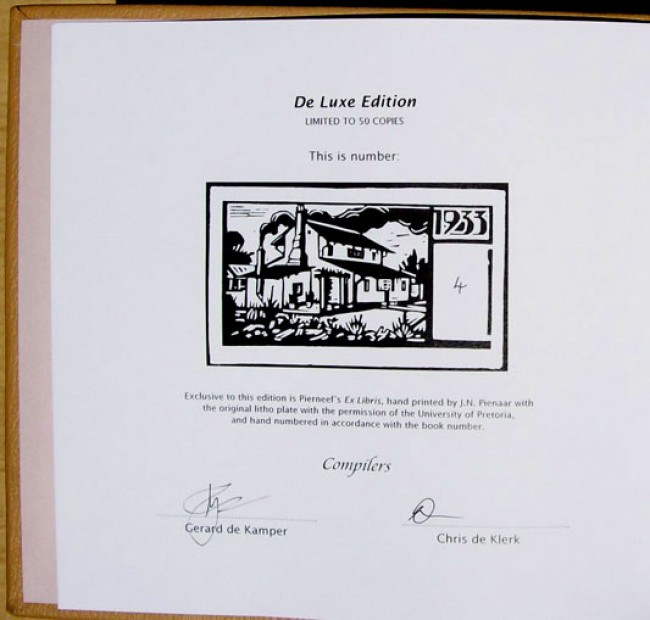 De Luxe Edition
LIMITED TO 50 COPIES
This is number:
1933
4
Exclusive to this edition is Pierneef's Ex Libris, hand printed by J.N. Pienaar with
the original litho plate with the permission of the University of Pretoria,
and hand numbered in accordance with the book number.
Compilers
Gerard de Kamper
Chris de Klerk